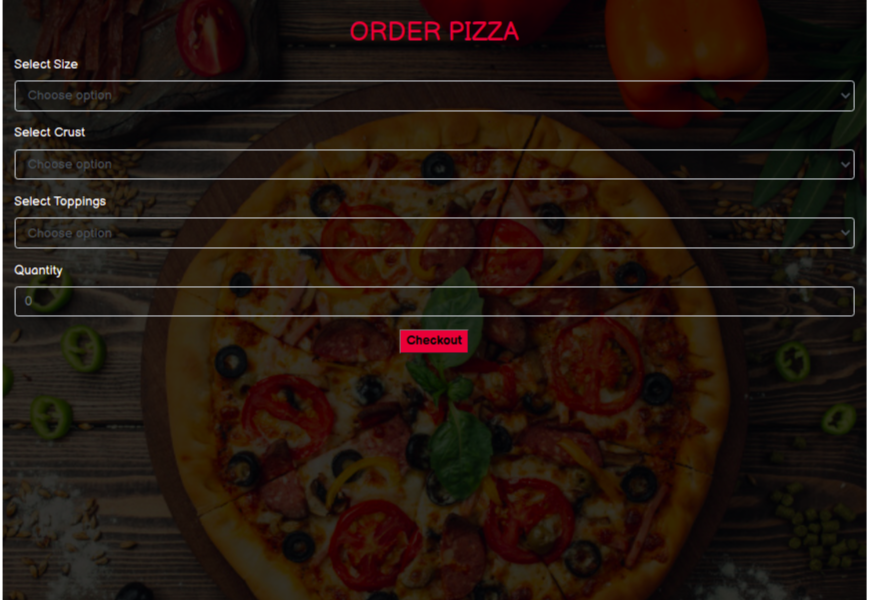 ORDER PIZZA
Select Size
Choose option
Select Crust
Choose option
Select Toppings
Choose option
Quantity
0
Checkout